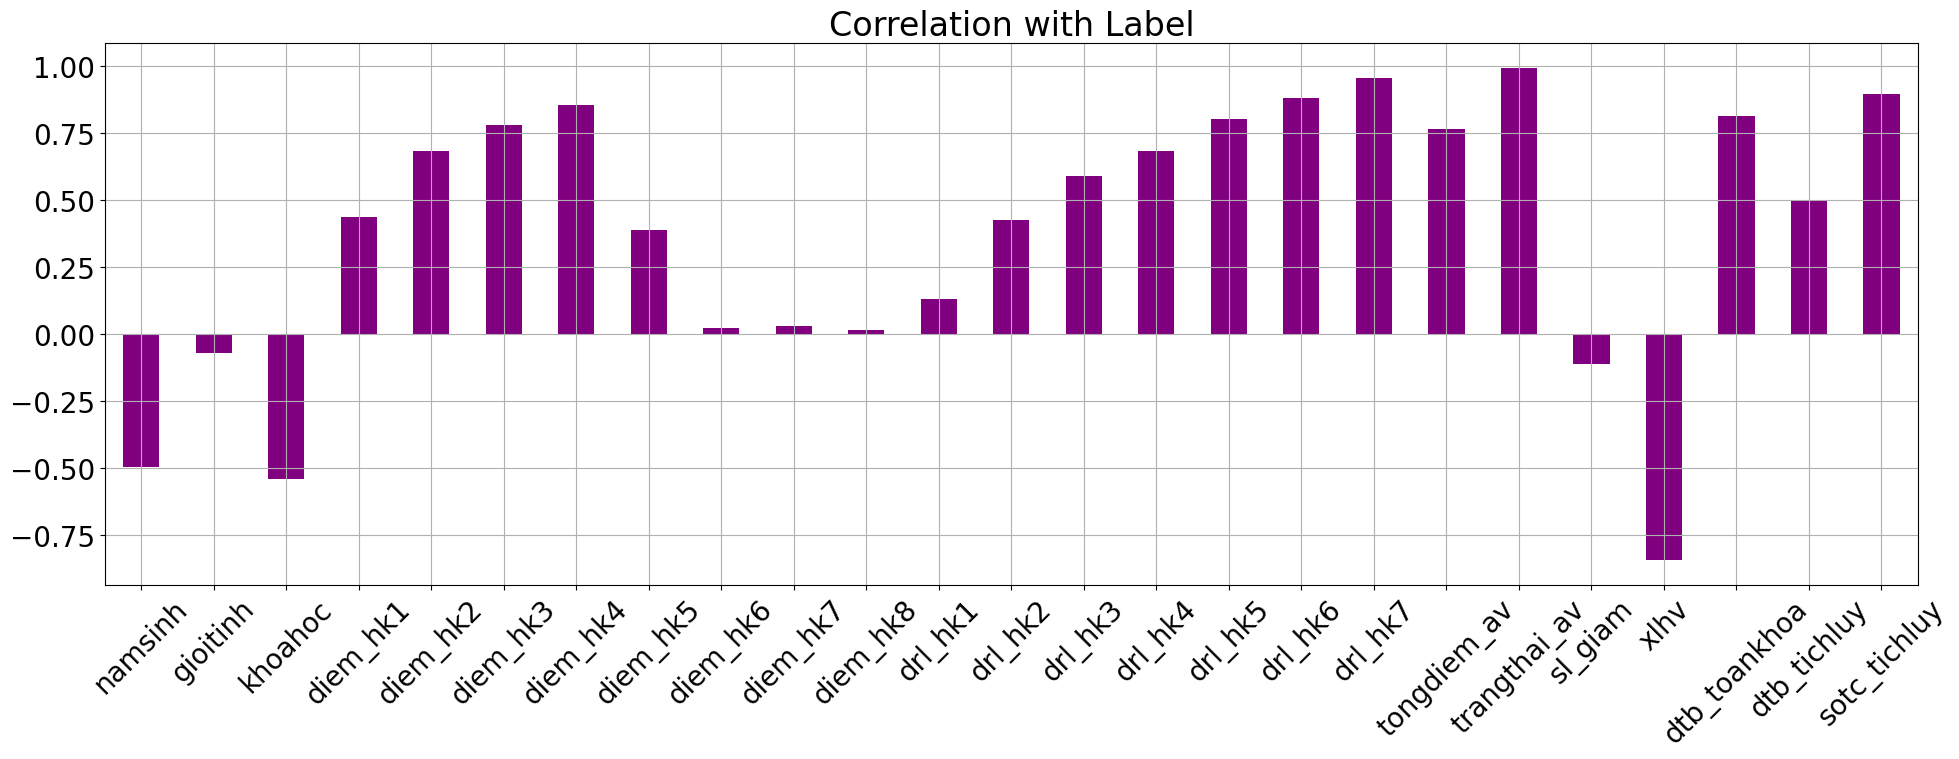 Correlation with Label
1.00
0.75
0.50
0.25
0.00
−0.25
−0.50
−0.75
namsinh
gioitinh
khoahoc
diem_hk1
diem_hk2
diem_hk3
diem_hk4
diem_hk5
diem_hk6
diem_hk7
diem_hk8
drl_hk1
drl_hk2
drl_hk3
drl_hk4
drl_hk5
drl_hk6
drl_hk7
tongdiem_av
trangthai_av
sl_giam
xlhv
dtb_toankhoa
dtb_tichluy
sotc_tichluy